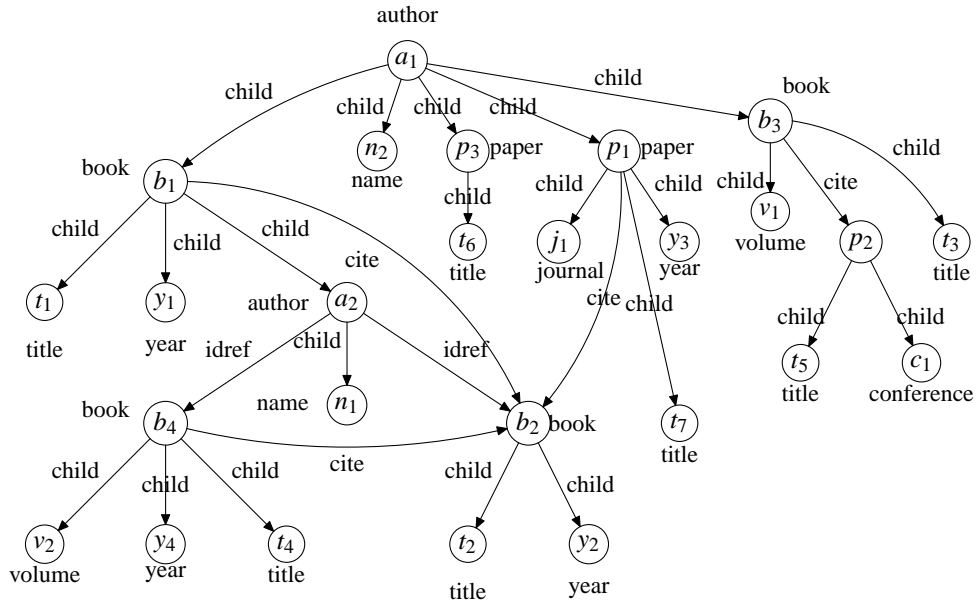 author
a1
child
child
child
child
child
book
b3
book
b1
n2
name
p3 paper
p1 paper
child
child
child
child
child
child
child
cite
child
cite
child
v1
volume
p2
t3
title
t6
title
j1
journal
y3
year
t1
title
y1
year
author a2
cite
child
child
child
t5
title
c1
conference
idref
child
idref
book
b4
name n1
b2 book
t7
title
cite
child
child
child
child
child
v2
volume
y4
year
t4
title
t2
title
y2
year